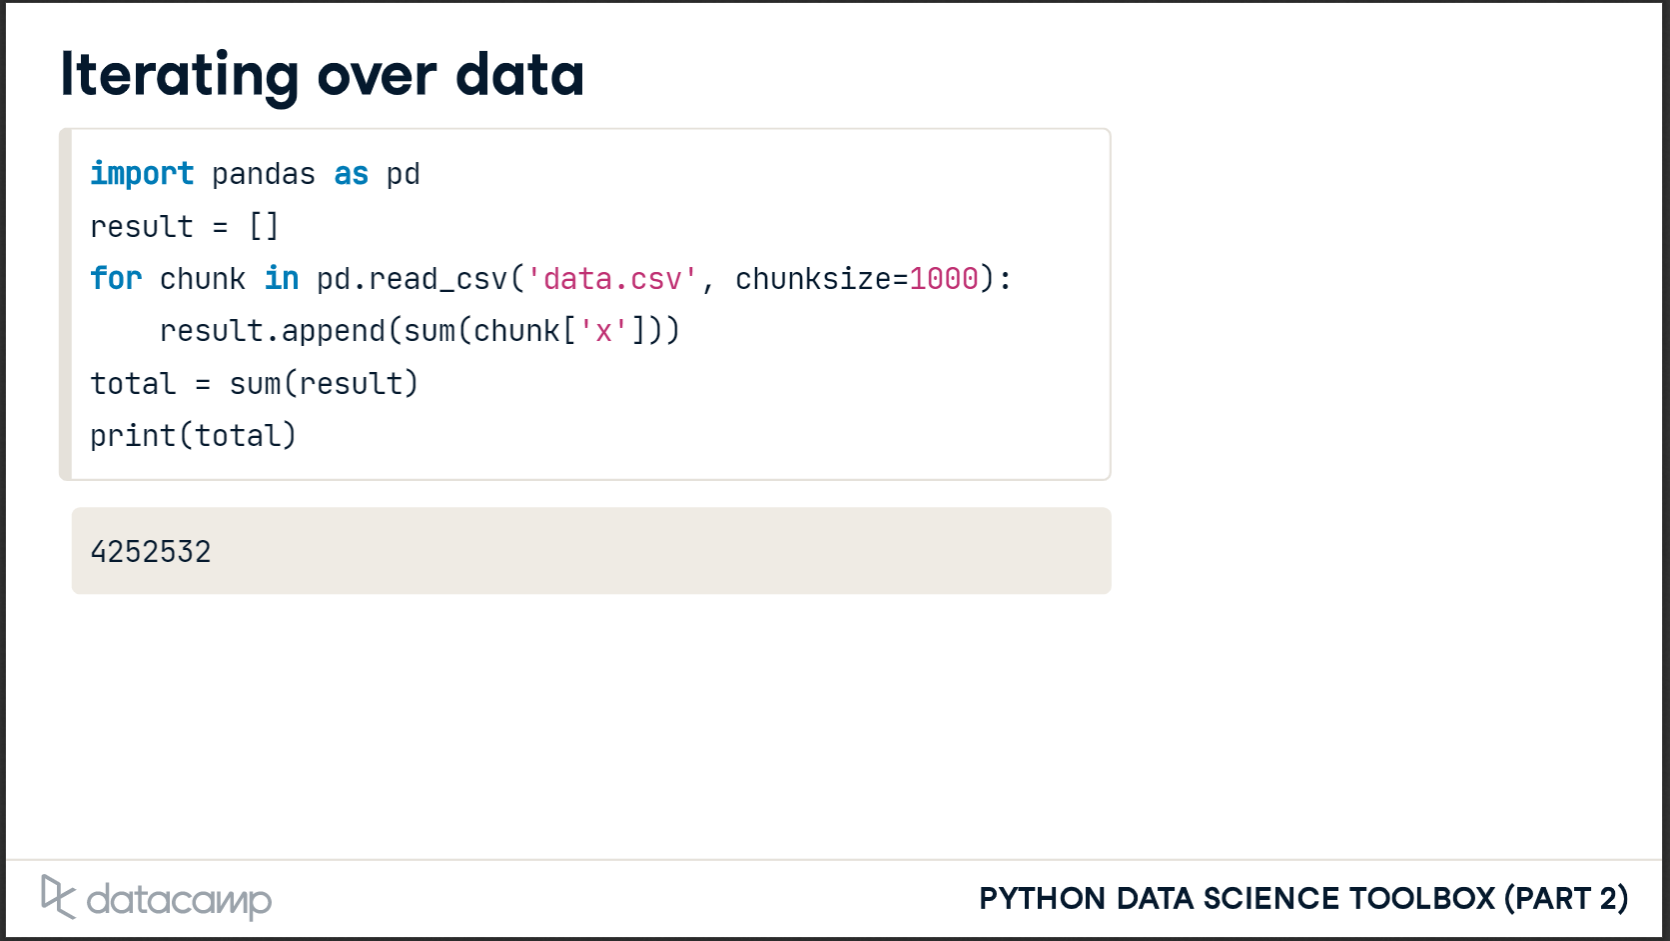 Iterating over data
import pandas as pd
result = []
for chunk in pd.read_csv('data.csv', chunksize=1000):
    result.append(sum(chunk['x']))
total = sum(result)
print(total)
4252532
datacamp
PYTHON DATA SCIENCE TOOLBOX (PART 2)